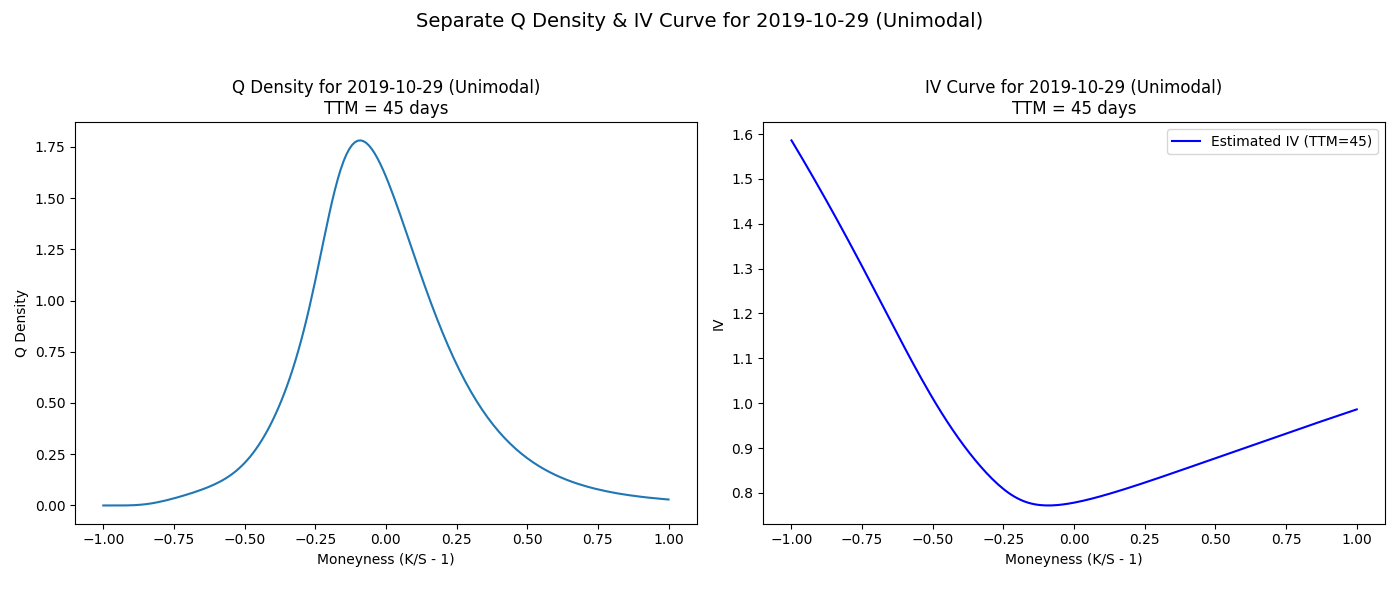 Separate Q Density & IV Curve for 2019-10-29 (Unimodal)
Q Density for 2019-10-29 (Unimodal)
TTM = 45 days
Q Density
1.75
1.50
1.25
1.00
0.75
0.50
0.25
0.00
−1.00 −0.75 −0.50 −0.25 0.00 0.25 0.50 0.75 1.00
Moneyness (K/S - 1)
IV Curve for 2019-10-29 (Unimodal)
TTM = 45 days
Estimated IV (TTM=45)
IV
1.6
1.5
1.4
1.3
1.2
1.1
1.0
0.9
0.8
−1.00 −0.75 −0.50 −0.25 0.00 0.25 0.50 0.75 1.00
Moneyness (K/S - 1)